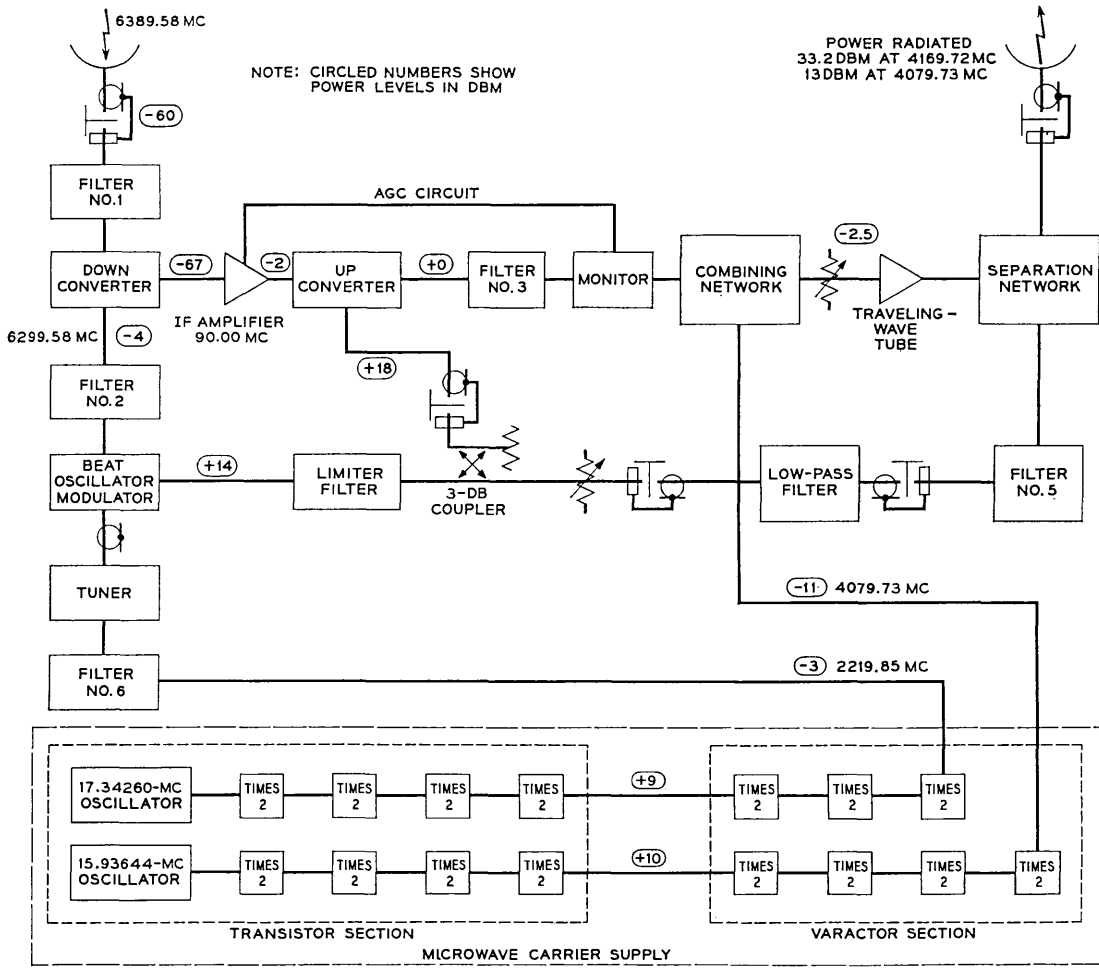 6389.58 MC
POWER RADIATED
33.2 DBM AT 4169.72 MC
13 DBM AT 4079.73 MC
NOTE: CIRCLED NUMBERS SHOW
POWER LEVELS IN DBM
-60
FILTER
NO.1
AGC CIRCUIT
DOWN
CONVERTER
-67
-2
UP
CONVERTER
+0
FILTER
NO.3
MONITOR
COMBINING
NETWORK
-2.5
SEPARATION
NETWORK
IF AMPLIFIER
90.00 MC
TRAVELING-
WAVE
TUBE
6299.58 MC
-4
+18
FILTER
NO.2
BEAT
OSCILLATOR
MODULATOR
+14
LIMITER
FILTER
3-DB
COUPLER
LOW-PASS
FILTER
FILTER
NO.5
TUNER
-11
4079.73 MC
FILTER
NO.6
-3
2219.85 MC
17.34260-MC
OSCILLATOR
TIMES
2
TIMES
2
TIMES
2
TIMES
2
+9
TIMES
2
TIMES
2
TIMES
2
15.93644-MC
OSCILLATOR
TIMES
2
TIMES
2
TIMES
2
TIMES
2
+10
TIMES
2
TIMES
2
TIMES
2
TIMES
2
TRANSISTOR SECTION
VARACTOR SECTION
MICROWAVE CARRIER SUPPLY